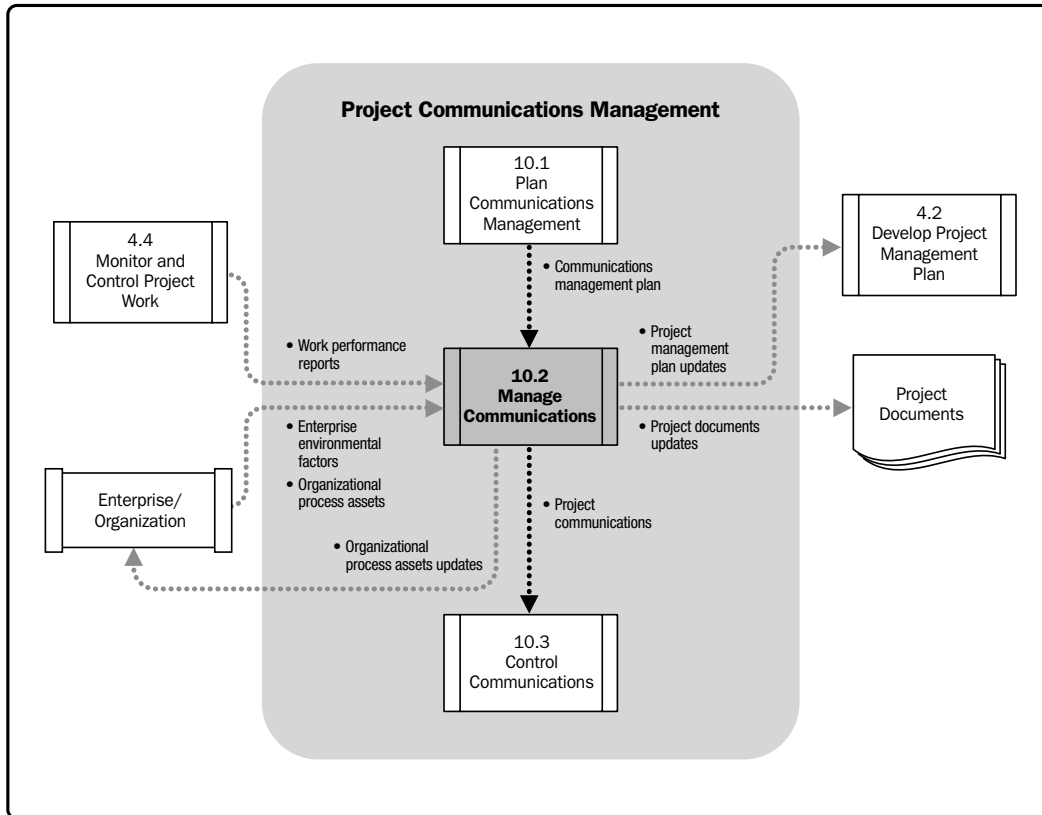 Project Communications Management
10.1
Plan
Communications
Management
4.4
Monitor and
Control Project
Work
4.2
Develop Project
Management
Plan
• Communications
management plan
• Work performance
reports
• Project
management
plan updates
10.2
Manage
Communications
Project
Documents
• Enterprise
environmental
factors
• Organizational
process assets
• Project documents
updates
Enterprise/
Organization
• Project
communications
• Organizational
process assets updates
10.3
Control
Communications